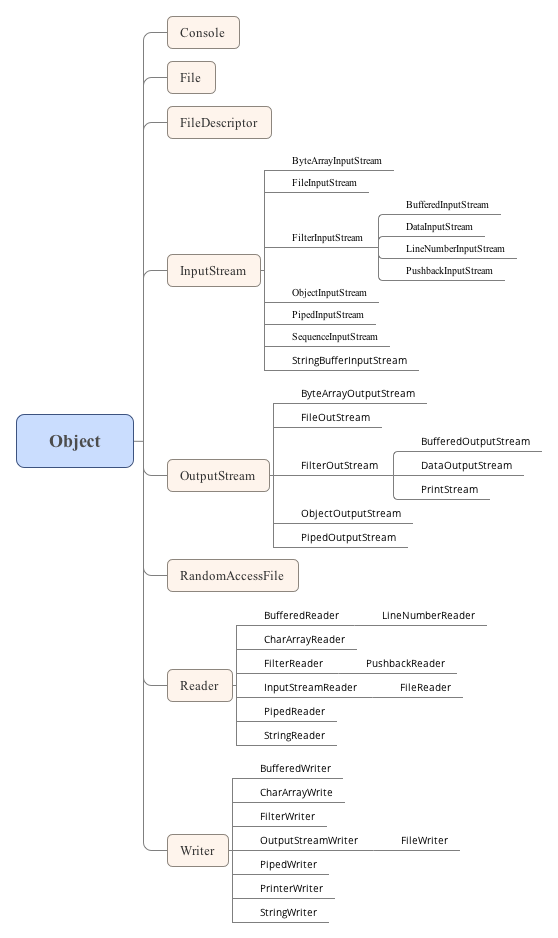 Console
File
FileDescriptor
ByteArrayInputStream
FileInputStream
BufferedInputStream
DataInputStream
FilterInputStream
LineNumberInputStream
PushbackInputStream
InputStream
ObjectInputStream
PipedInputStream
SequenceInputStream
StringBufferInputStream
ByteArrayOutputStream
FileOutStream
Object
BufferedOutputStream
FilterOutStream
DataOutputStream
OutputStream
PrintStream
ObjectOutputStream
PipedOutputStream
RandomAccessFile
BufferedReader LineNumberReader
CharArrayReader
FilterReader PushbackReader
Reader
InputStreamReader FileReader
PipedReader
StringReader
BufferedWriter
CharArrayWrite
FilterWriter
OutputStreamWriter FileWriter
Writer
PipedWriter
PrinterWriter
StringWriter